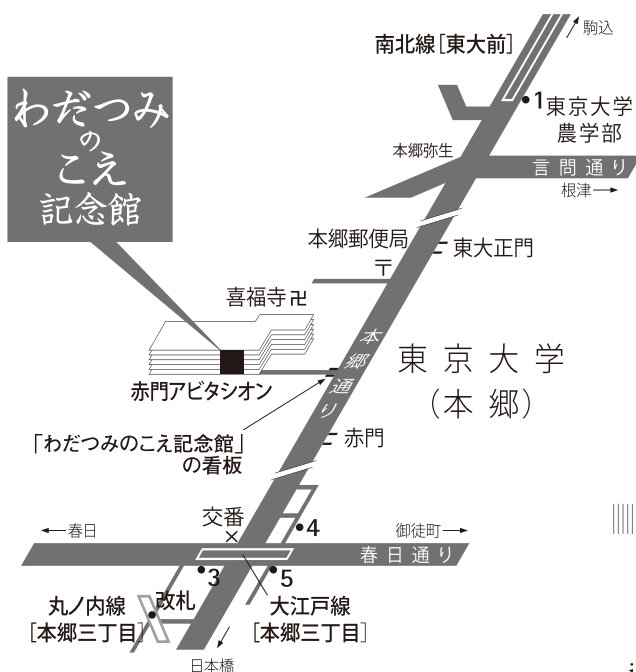 駒込
南北線[東大前]
1
東京大学
農学部
本郷弥生
言問通り
根津→
わだつみ
の
こえ
記念館
本郷郵便局
〒
東大正門
喜福寺卍
本郷通り
東京大学
(本郷)
赤門アビタシオン
赤門
「わだつみのこえ記念館」
の看板
交番
×
4
←春日
御徒町→
春日通り
3
5
改札
丸ノ内線
[本郷三丁目]
大江戸線
[本郷三丁目]
日本橋